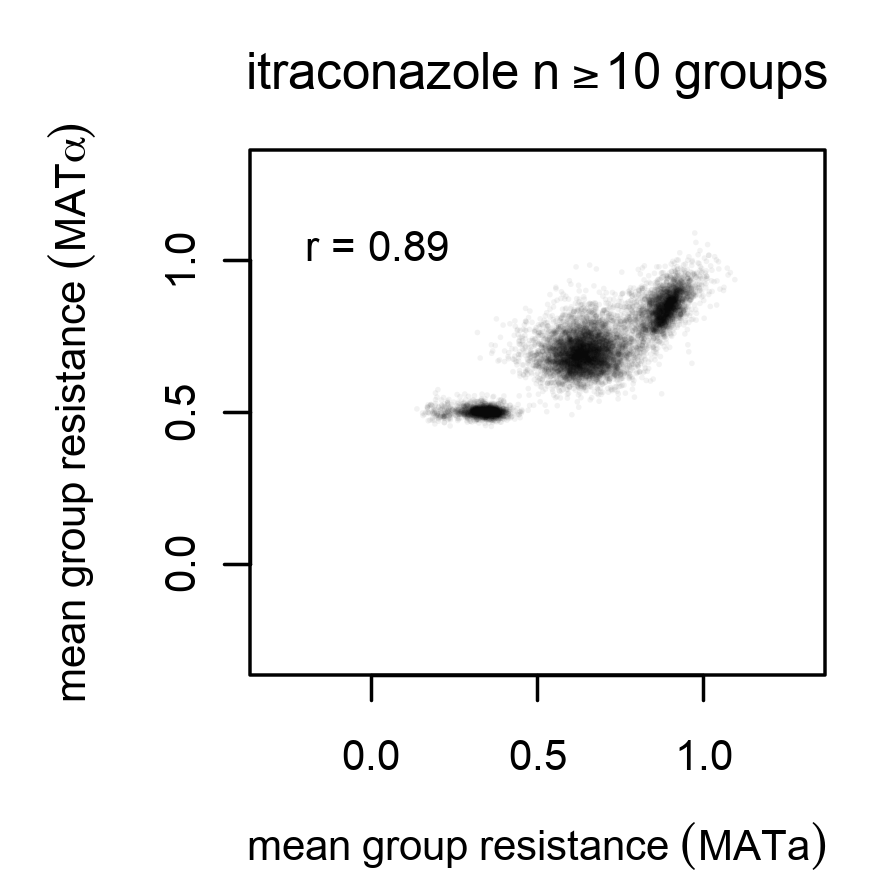 itraconazole n ≥ 10 groups
r = 0.89
mean group resistance (MATα)
1.0
0.5
0.0
0.0 0.5 1.0
mean group resistance (MATa)